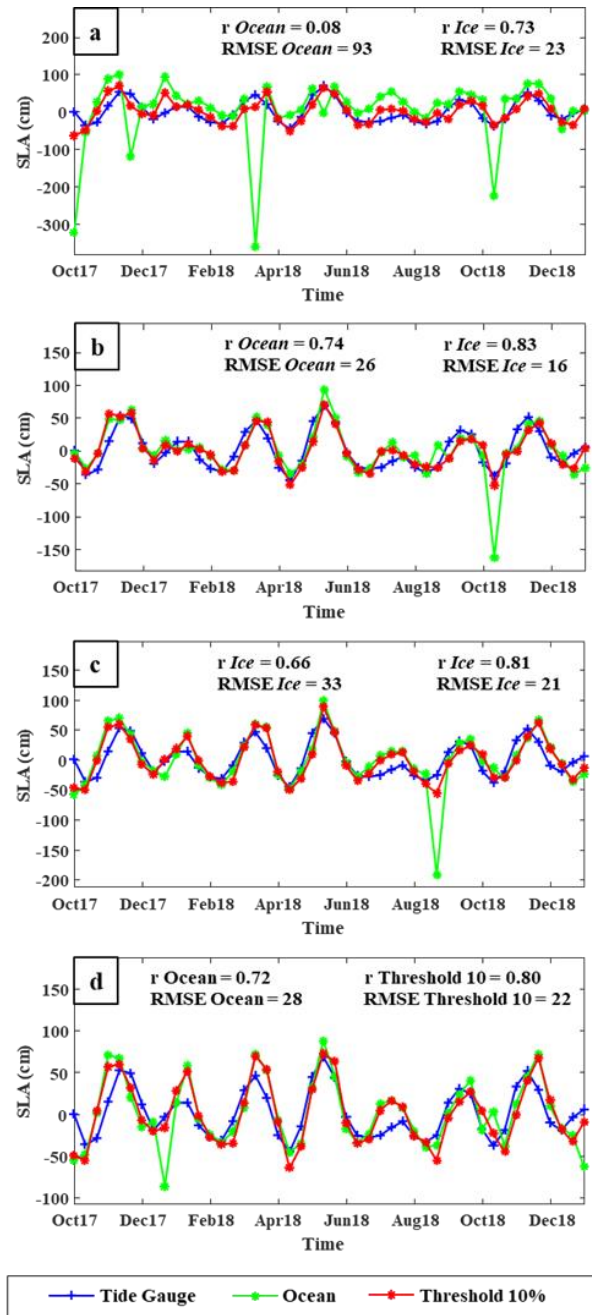 a
r Ocean = 0.08
RMSE Ocean = 93
r Ice = 0.73
RMSE Ice = 23
SLA (cm)
200
100
0
-100
-200
-300
Oct17 Dec17 Feb18 Apr18 Jun18 Aug18 Oct18 Dec18
Time
b
r Ocean = 0.74
RMSE Ocean = 26
r Ice = 0.83
RMSE Ice = 16
SLA (cm)
150
100
50
0
-50
-100
-150
Oct17 Dec17 Feb18 Apr18 Jun18 Aug18 Oct18 Dec18
Time
c
r Ice = 0.66
RMSE Ice = 33
r Ice = 0.81
RMSE Ice = 21
SLA (cm)
150
100
50
0
-50
-100
-150
-200
Oct17 Dec17 Feb18 Apr18 Jun18 Aug18 Oct18 Dec18
Time
d
r Ocean = 0.72
RMSE Ocean = 28
r Threshold 10 = 0.80
RMSE Threshold 10 = 22
SLA (cm)
150
100
50
0
-50
-100
Oct17 Dec17 Feb18 Apr18 Jun18 Aug18 Oct18 Dec18
Time
Tide Gauge Ocean Threshold 10%